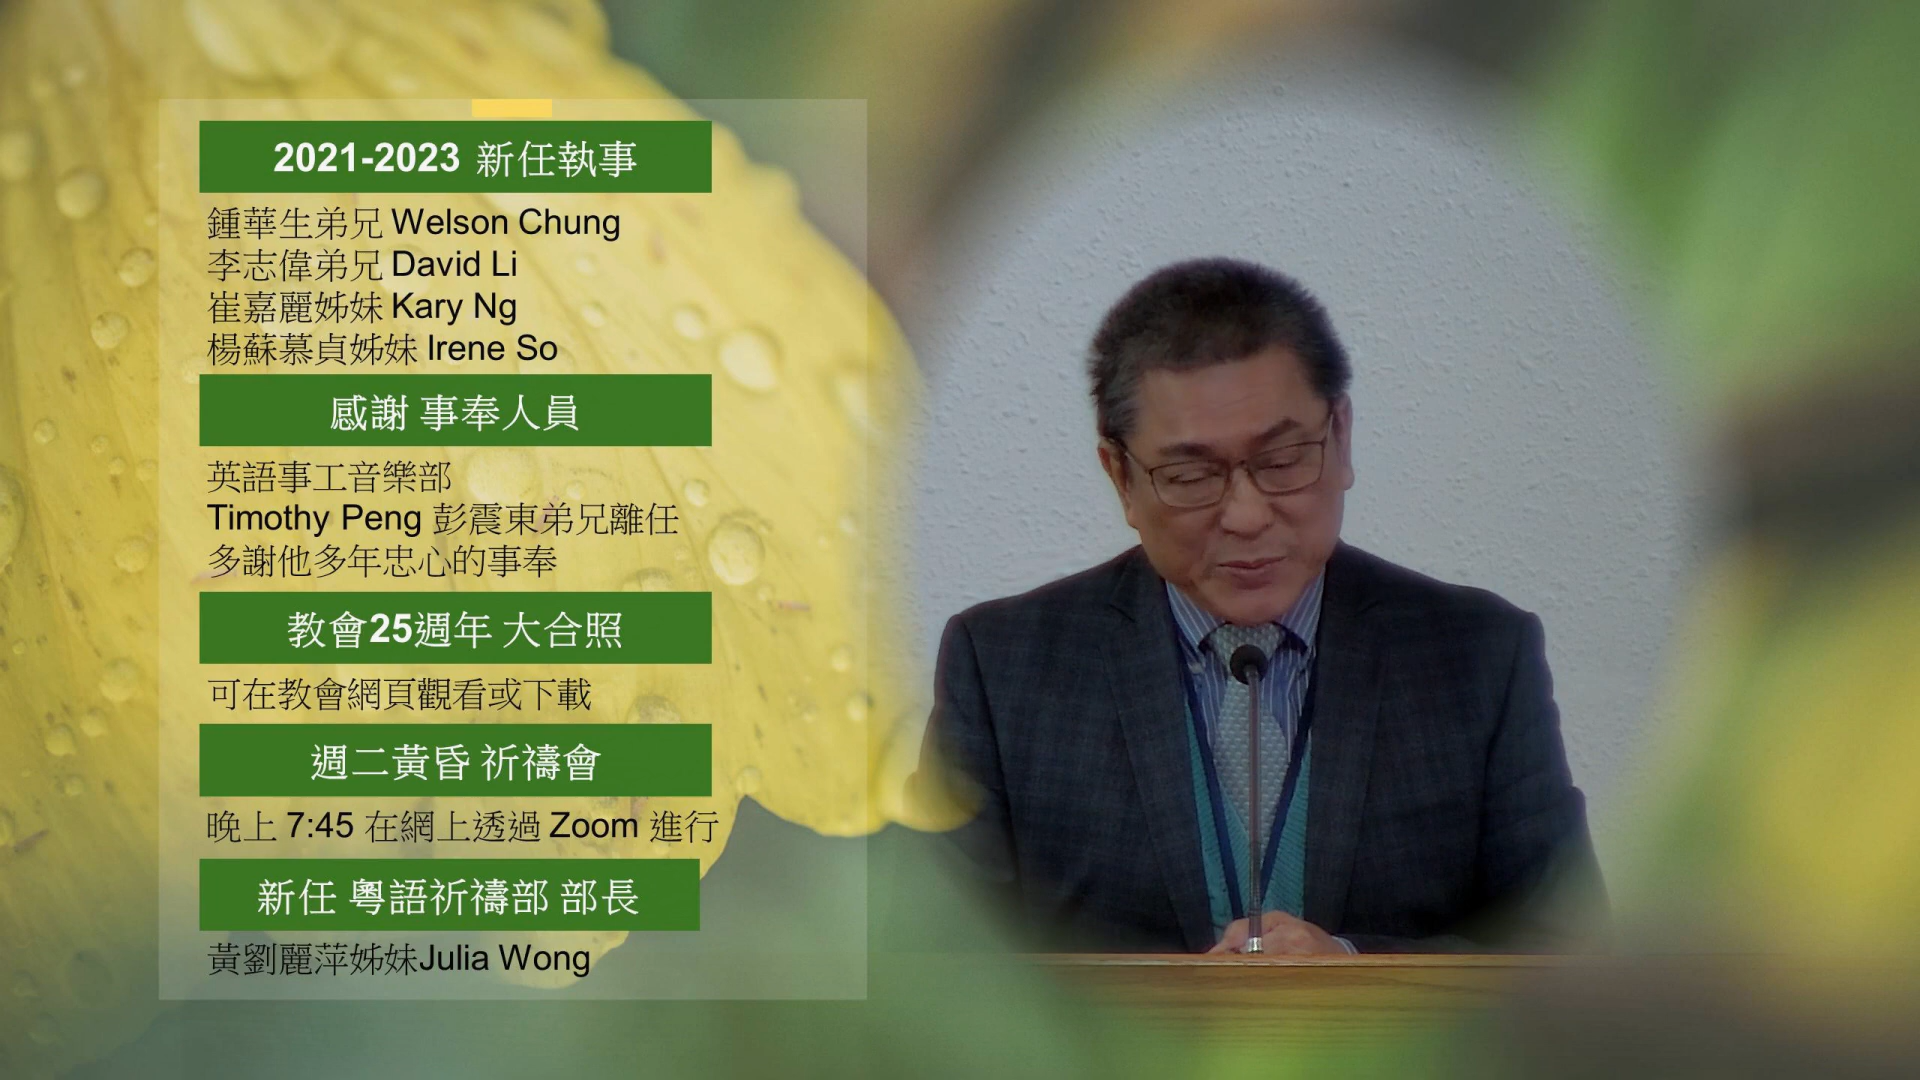 2021-2023 新任執事
鍾華生弟兄 Welson Chung
李志偉弟兄 David Li
崔嘉麗姊妹 Kary Ng
楊蘇慕貞姊妹 Irene So
感謝 事奉人員
英語事工音樂部
Timothy Peng 彭震東弟兄離任
多謝他多年忠心的事奉
教會25週年 大合照
可在教會網頁觀看或下載
週二黃昏 祈禱會
晚上 7:45 在網上透過 Zoom 進行
新任 粵語祈禱部 部長
黃劉麗萍姊妹Julia Wong